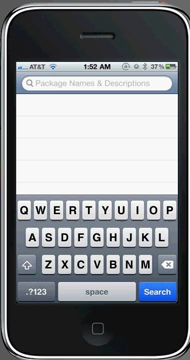 AT&T 1:52 AM 37%
Package Names & Descriptions
Q W E R T Y U I O P
A S D F G H J K L
Z X C V B N M
.?123 space Search